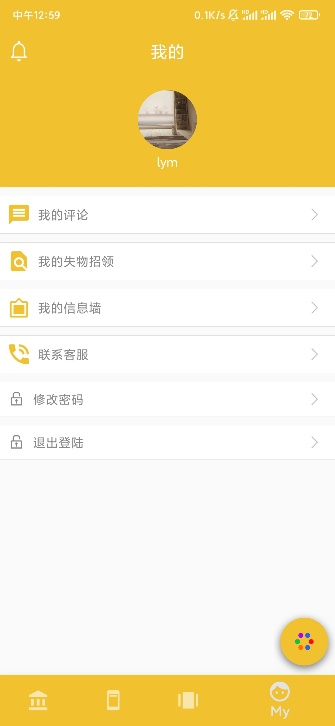 中午12:59
0.1K/s
我的
lym
我的评论
我的失物招领
我的信息墙
联系客服
修改密码
退出登陆
My